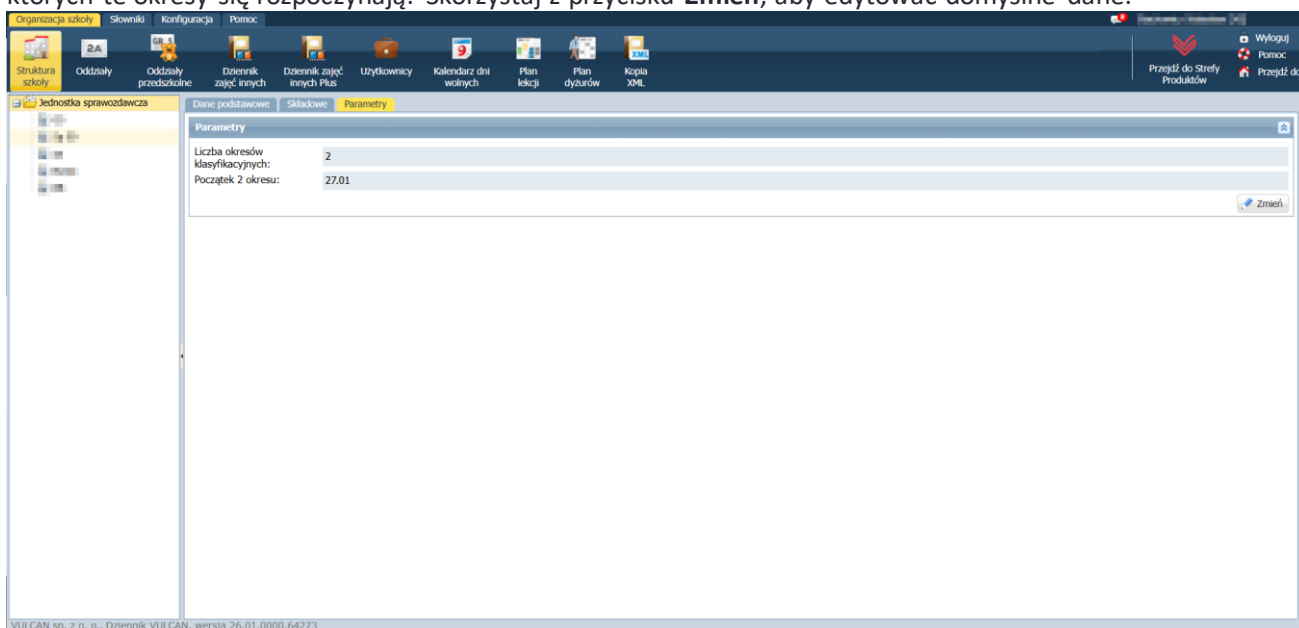 których te okresy się rozpoczynają? Skorzystaj z przycisku Zmień, aby edytować domyślne dane.
Organizacja szkoły Słowniki Konfiguracja Pomoc
Struktura szkoły
2A
Oddziały
GR_5
Oddziały przedszkolne
Dziennik zajęć innych
Dziennik zajęć innych Plus
Użytkownicy
9
Kalendarz dni wolnych
Plan lekcji
Plan dyżurów
XML
Kopia XML
Przejdź do Strefy Produktów
Wyloguj
Pomoc
Przejdź do
Jednostka sprawozdawcza
Dane podstawowe Składowe Parametry
Parametry
Liczba okresów klasyfikacyjnych: 2
Początek 2 okresu: 27.01
Zmień
VULCAN sp. z o. o., Dziennik VULCAN, wersja 26.01.0000.64273